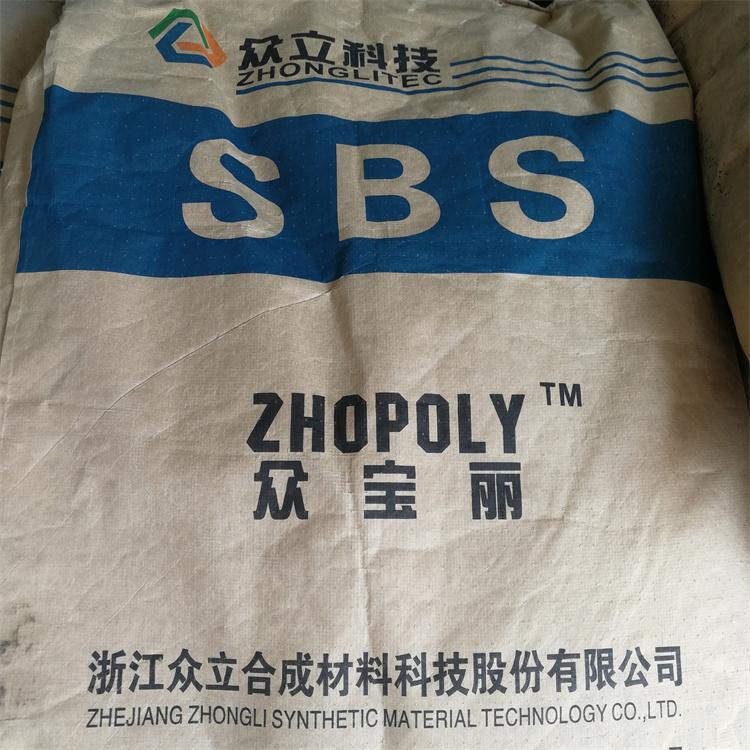 众立科技
ZHONGLITEC
SBS
ZHOPOLY™
众宝丽
浙江众立合成材料科技股份有限公司
ZHEJIANG ZHONGLI SYNTHETIC MATERIAL TECHNOLOGY CO.,LTD.